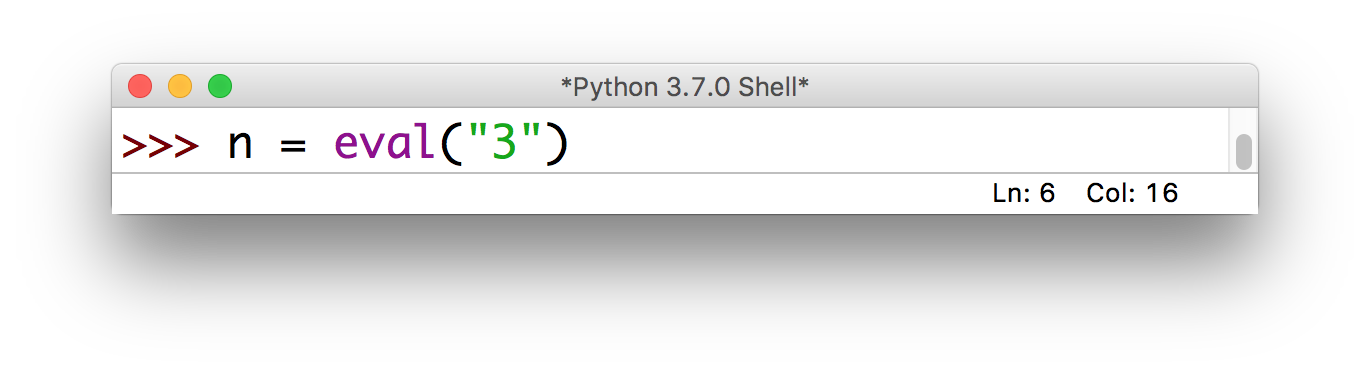 *Python 3.7.0 Shell*
>>> n = eval("3")
Ln: 6 Col: 16